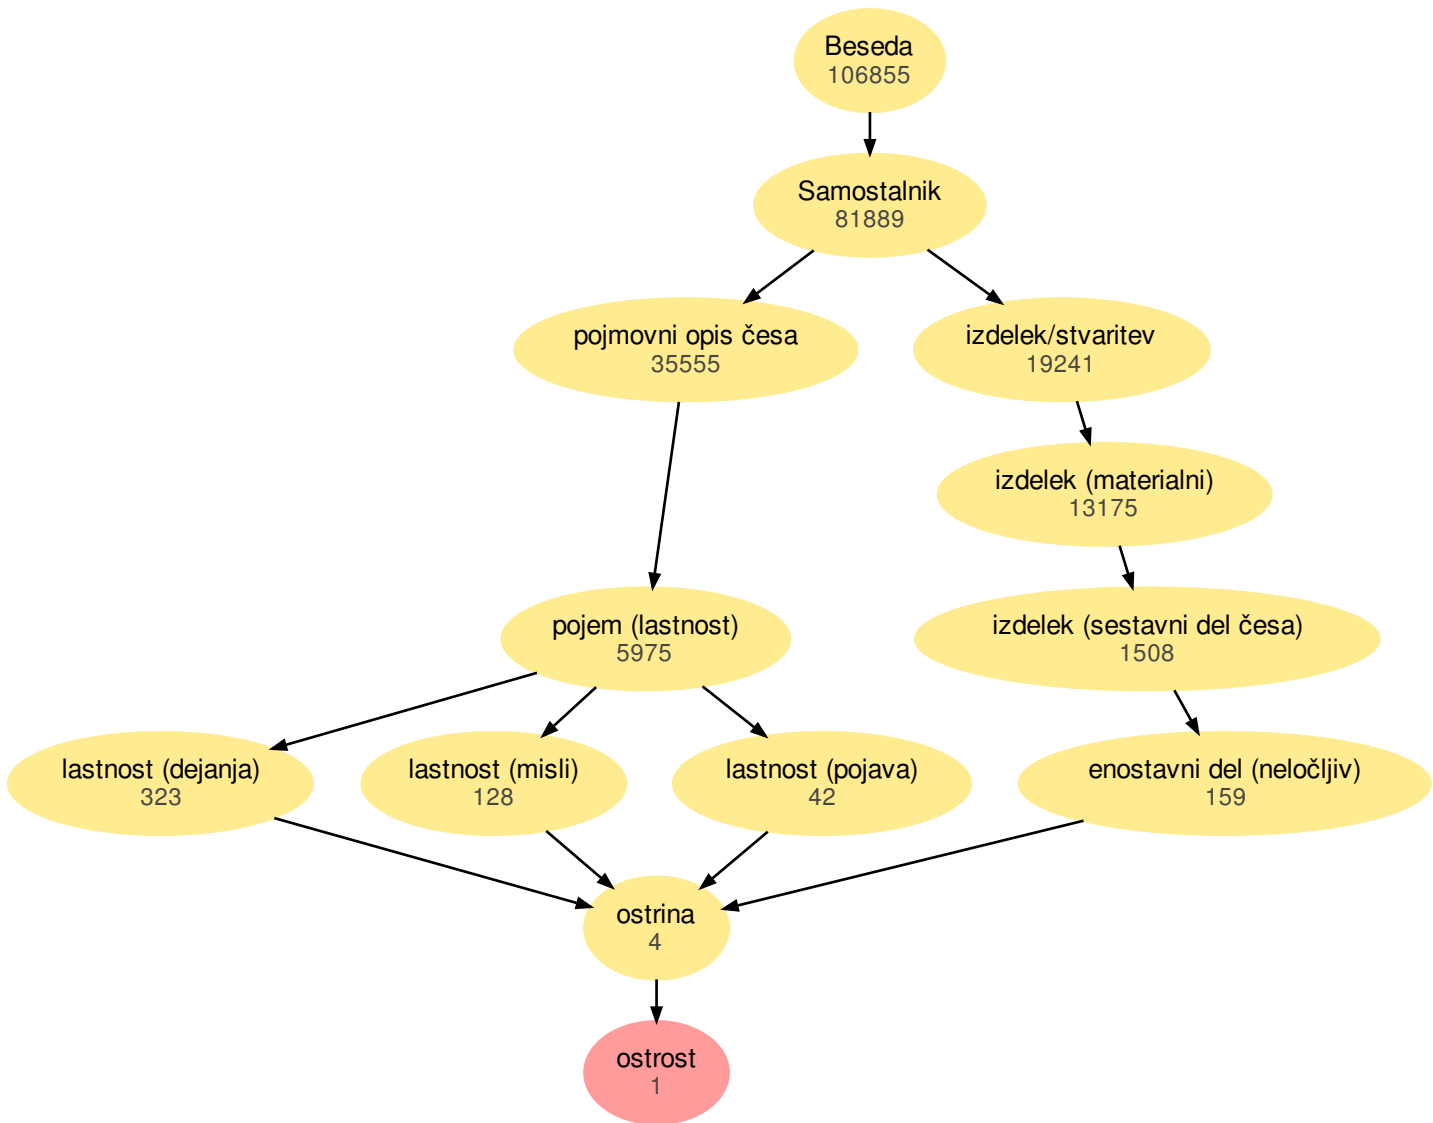 Beseda
106855
Samostalnik
81889
pojmovni opis česa
35555
izdelek/stvaritev
19241
izdelek (materialni)
13175
pojem (lastnost)
5975
izdelek (sestavni del česa)
1508
lastnost (dejanja)
323
lastnost (misli)
128
lastnost (pojava)
42
enostavni del (neločljiv)
159
ostrina
4
ostrost
1